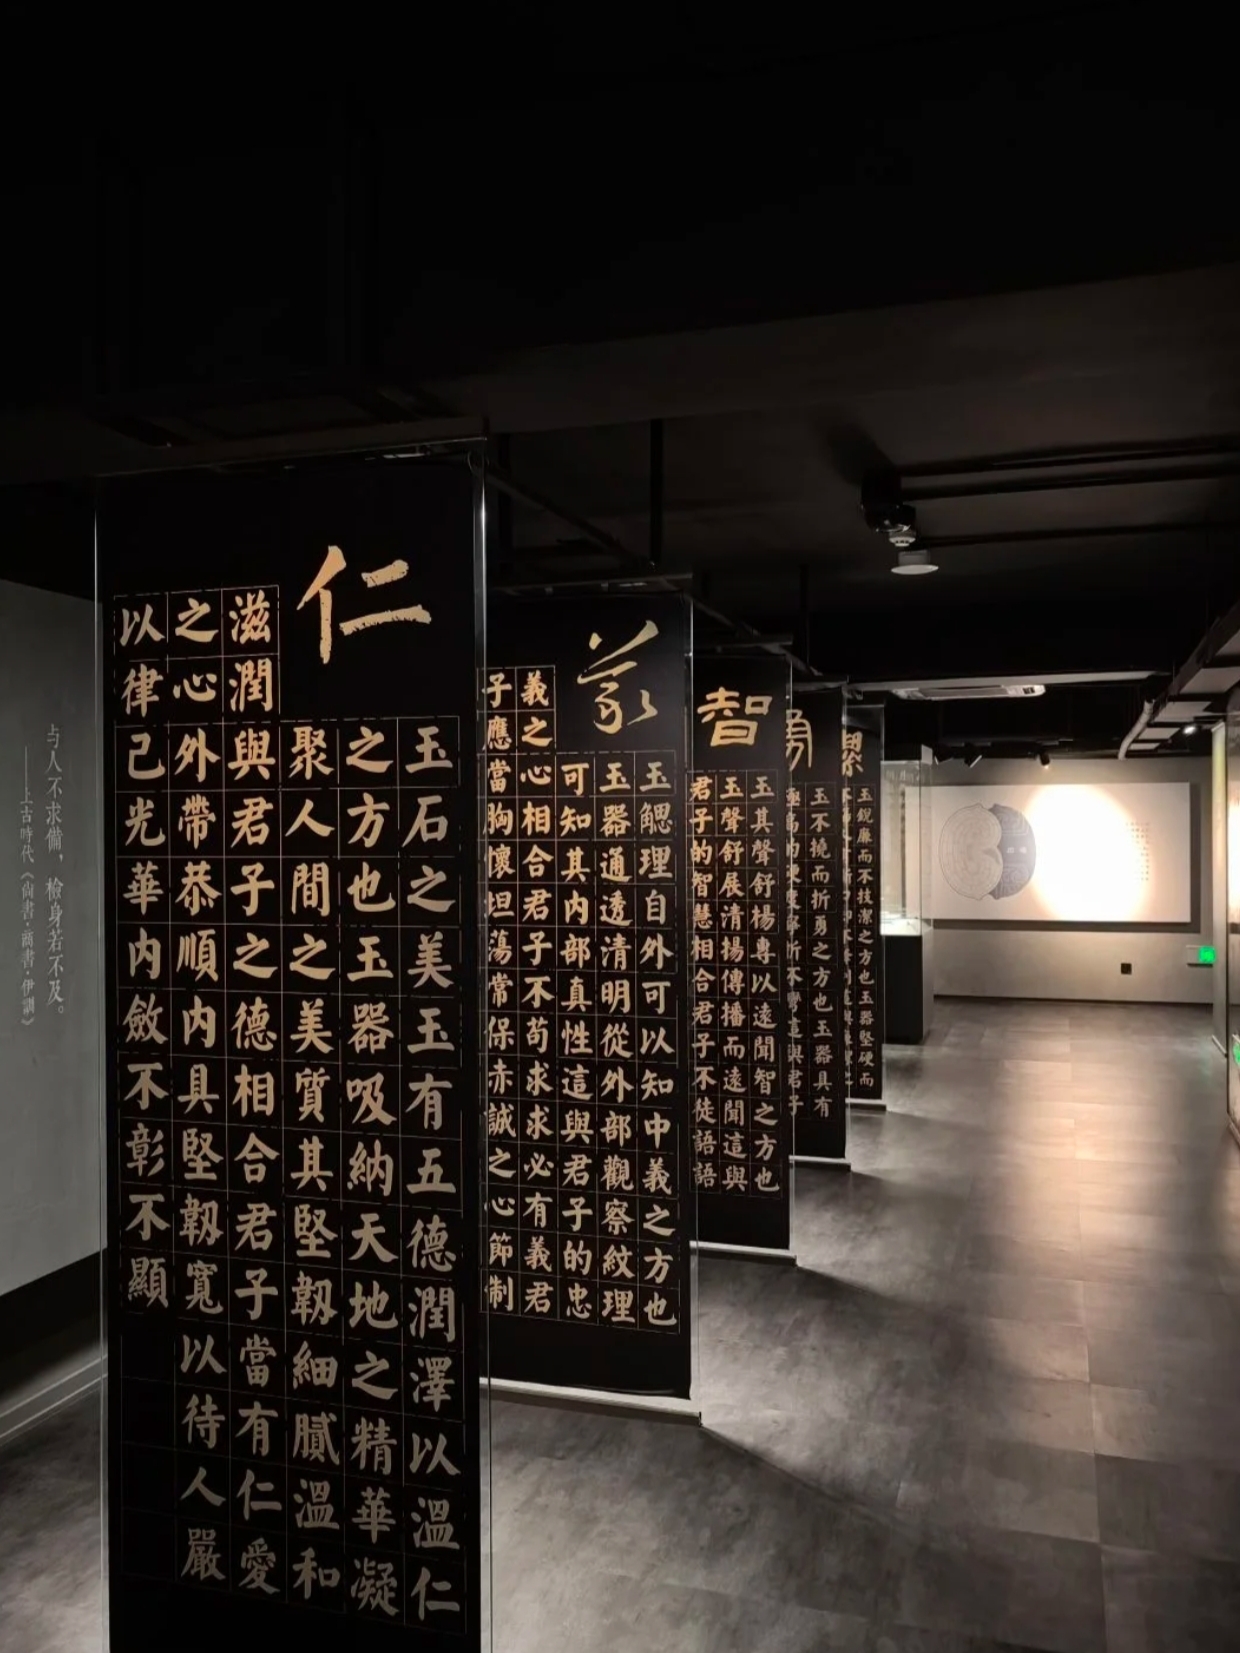 与人不求備，檢身若不及。
——上古時代《尚書·商書·伊訓》
仁
玉石之美玉有五德潤澤以溫仁
之方也玉器吸納天地之精華凝
聚人間之美質其堅韌細膩溫和
滋潤與君子之德相合君子當有仁愛
之心外帶恭順內具堅韌寬以待人嚴
以律己光華內斂不彰不顯
義
玉䚡理自外可以知中義之方也
玉器通透清明從外部觀察紋理
可知其內部真性這與君子的忠
義之心相合君子不苟求求必有義君
子應當胸懷坦蕩常保赤誠之心節制
智
玉其聲舒楊專以遠聞智之方也
玉聲舒展清揚傳播而遠聞這與
君子的智慧相合君子不徒語語
勇
玉不撓而折勇之方也玉器具有
寧折不彎這與君子
絜
玉銳廉而不技潔之方也玉器堅硬而